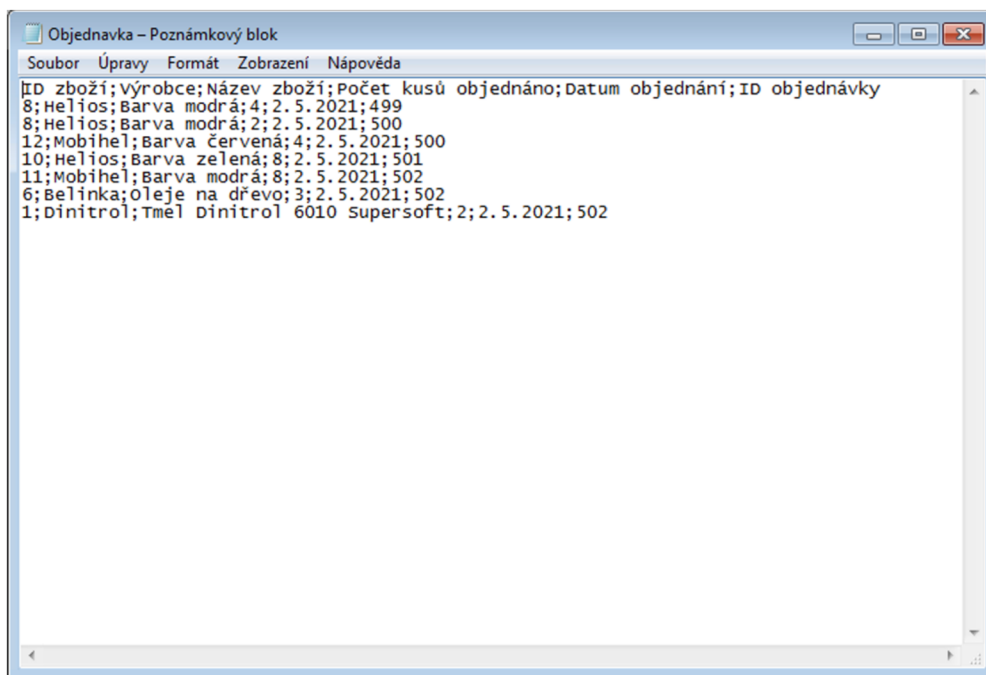 Objednavka – Poznámkový blok
Soubor Úpravy Formát Zobrazení Nápověda
ID zboží;Výrobce;Název zboží;Počet kusů objednáno;Datum objednání;ID objednávky
8;Helios;Barva modrá;4;2.5.2021;499
8;Helios;Barva modrá;2;2.5.2021;500
12;Mobihel;Barva červená;4;2.5.2021;500
10;Helios;Barva zelená;8;2.5.2021;501
11;Mobihel;Barva modrá;8;2.5.2021;502
6;Belinka;Oleje na dřevo;3;2.5.2021;502
1;Dinitrol;Tmel Dinitrol 6010 Supersoft;2;2.5.2021;502